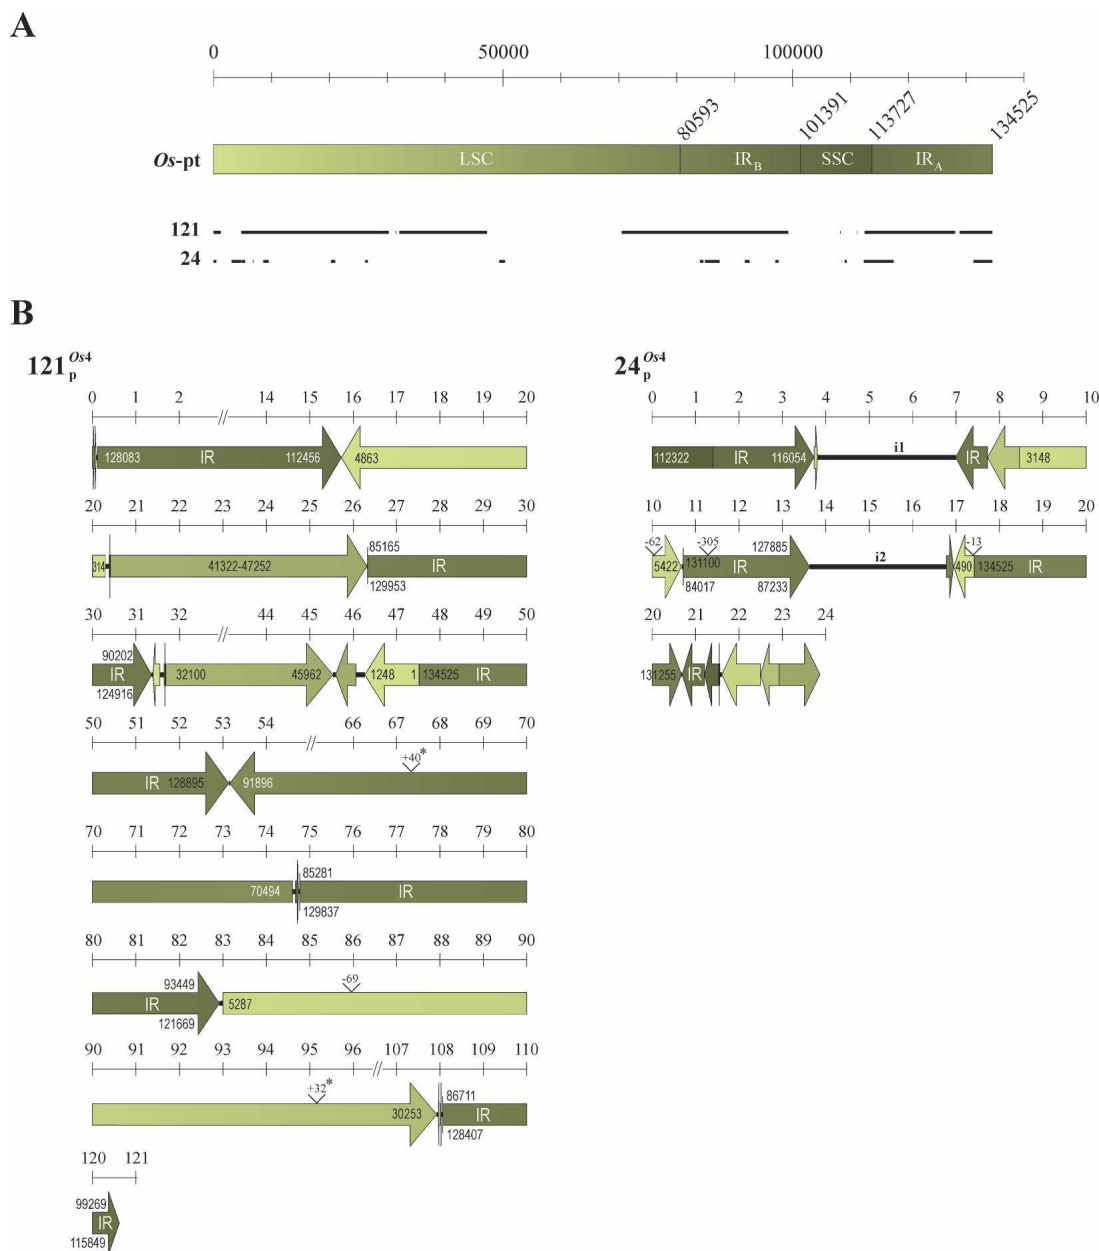 A
0 50000 100000
80593 101391 113727 134525
Os-pt LSC IRB SSC IRA
121
24
B
121 p Os4
0 1 2 14 15 16 17 18 19 20
128083 IR 112456 4863
20 21 22 23 24 25 26 27 28 29 30
314 41322-47252 85165 129953 IR
30 31 32 44 45 46 47 48 49 50
90202 IR 124916 32100 45962 1248 1 134525 IR
50 51 52 53 54 66 67 68 69 70
IR 128895 91896 +40*
70 71 72 73 74 75 76 77 78 79 80
70494 85281 129837 IR
80 81 82 83 84 85 86 87 88 89 90
93449 IR 121669 5287 -69
90 91 92 93 94 95 96 107 108 109 110
+32* 30253 86711 128407 IR
120 121
99269 IR 115849
24 p Os4
0 1 2 3 4 5 6 7 8 9 10
112322 IR 116054 i1 IR 3148
10 11 12 13 14 15 16 17 18 19 20
-62 -305 127885 -13
5422 131100 IR i2 490 134525 IR
84017 87233
20 21 22 23 24
131255 IR